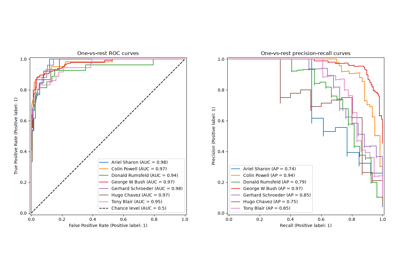 One-vs-rest ROC curves
1.0
0.8
0.6
0.4
0.2
0.0
True Positive Rate (Positive label: 1)
Ariel Sharon (AUC = 0.98)
Colin Powell (AUC = 0.97)
Donald Rumsfeld (AUC = 0.94)
George W Bush (AUC = 0.97)
Gerhard Schroeder (AUC = 0.98)
Hugo Chavez (AUC = 0.97)
Tony Blair (AUC = 0.95)
Chance level (AUC = 0.5)
0.0 0.2 0.4 0.6 0.8 1.0
False Positive Rate (Positive label: 1)
One-vs-rest precision-recall curves
1.0
0.8
0.6
0.4
0.2
0.0
Precision (Positive label: 1)
Ariel Sharon (AP = 0.74)
Colin Powell (AP = 0.94)
Donald Rumsfeld (AP = 0.79)
George W Bush (AP = 0.97)
Gerhard Schroeder (AP = 0.85)
Hugo Chavez (AP = 0.75)
Tony Blair (AP = 0.85)
0.0 0.2 0.4 0.6 0.8 1.0
Recall (Positive label: 1)